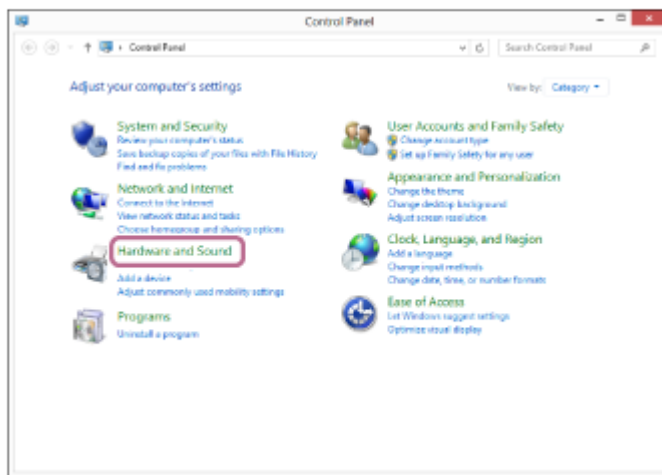 Control Panel
Control Panel
Search Control Panel
Adjust your computer's settings
View by: Category
System and Security
Review your computer's status
Save backup copies of your files with File History
Find and fix problems
Network and Internet
Connect to the Internet
View network status and tasks
Choose homegroup and sharing options
Hardware and Sound
Add a device
Adjust commonly used mobility settings
Programs
Uninstall a program
User Accounts and Family Safety
Change account type
Set up Family Safety for any user
Appearance and Personalization
Change the theme
Change desktop background
Adjust screen resolution
Clock, Language, and Region
Add a language
Change input methods
Change date, time, or number formats
Ease of Access
Let Windows suggest settings
Optimize visual display